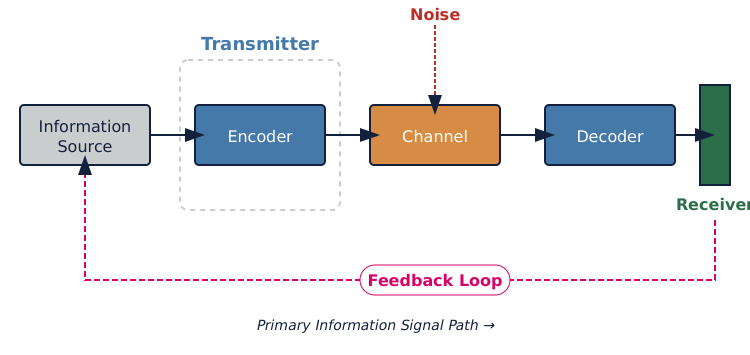 Noise
Transmitter
Information
Source
Encoder
Channel
Decoder
Receiver
Feedback Loop
Primary Information Signal Path →